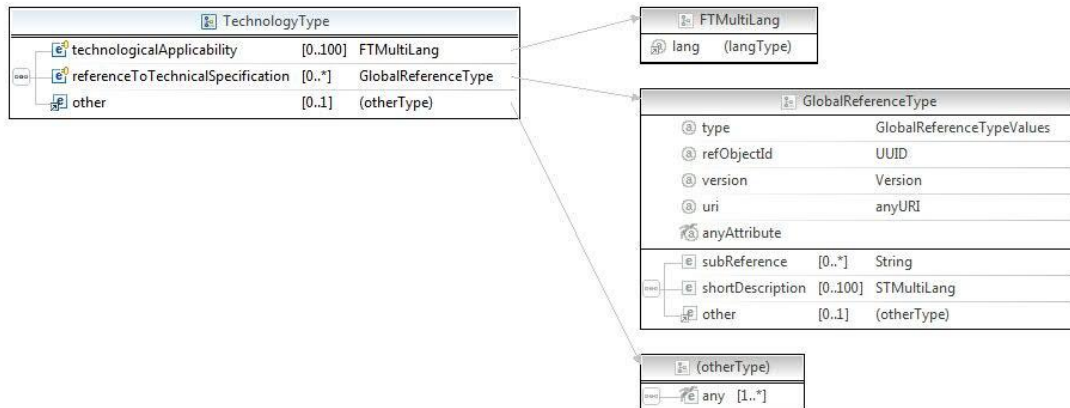 TechnologyType
technologicalApplicability [0..100] FTMultiLang
referenceToTechnicalSpecification [0..*] GlobalReferenceType
other [0..1] (otherType)
FTMultiLang
lang (langType)
GlobalReferenceType
type GlobalReferenceTypeValues
refObjectId UUID
version Version
uri anyURI
anyAttribute
subReference [0..*] String
shortDescription [0..100] STMultiLang
other [0..1] (otherType)
(otherType)
any [1..*]